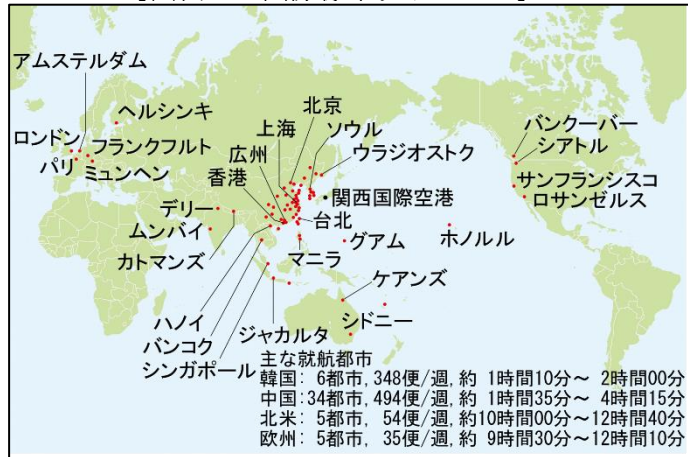 アムステルダム
ヘルシンキ
北京
上海
ソウル
バンクーバー
ロンドン
フランクフルト
広州
ウラジオストク
シアトル
パリ
ミュンヘン
香港
サンフランシスコ
関西国際空港
ロサンゼルス
デリー
台北
ムンバイ
グアム
ホノルル
カトマンズ
マニラ
ケアンズ
ハノイ
ジャカルタ
シドニー
バンコク
シンガポール
主な就航都市
韓国: 6都市,348便/週,約 1時間10分～ 2時間00分
中国:34都市,494便/週,約 1時間35分～ 4時間15分
北米: 5都市, 54便/週,約10時間00分～12時間40分
欧州: 5都市, 35便/週,約 9時間30分～12時間10分